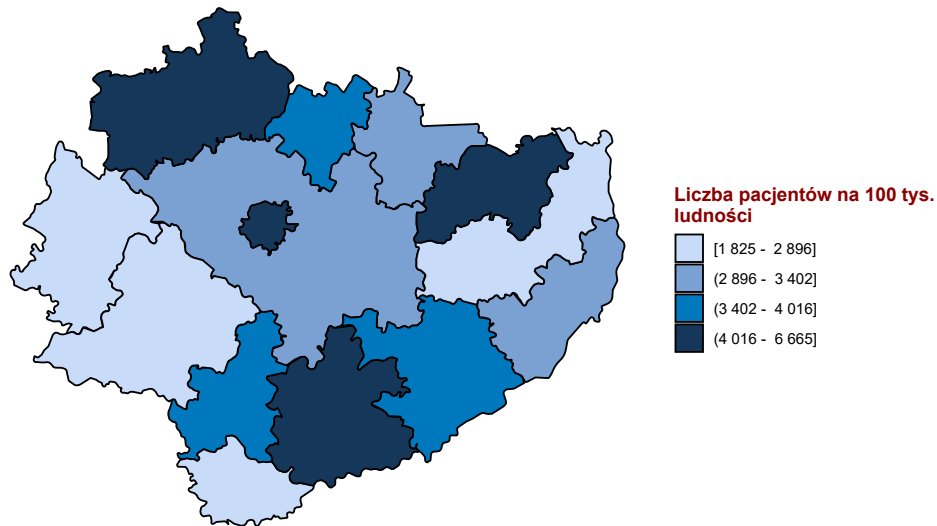 Liczba pacjentów na 100 tys.
ludności
[1 825 - 2 896]
(2 896 - 3 402]
(3 402 - 4 016]
(4 016 - 6 665]